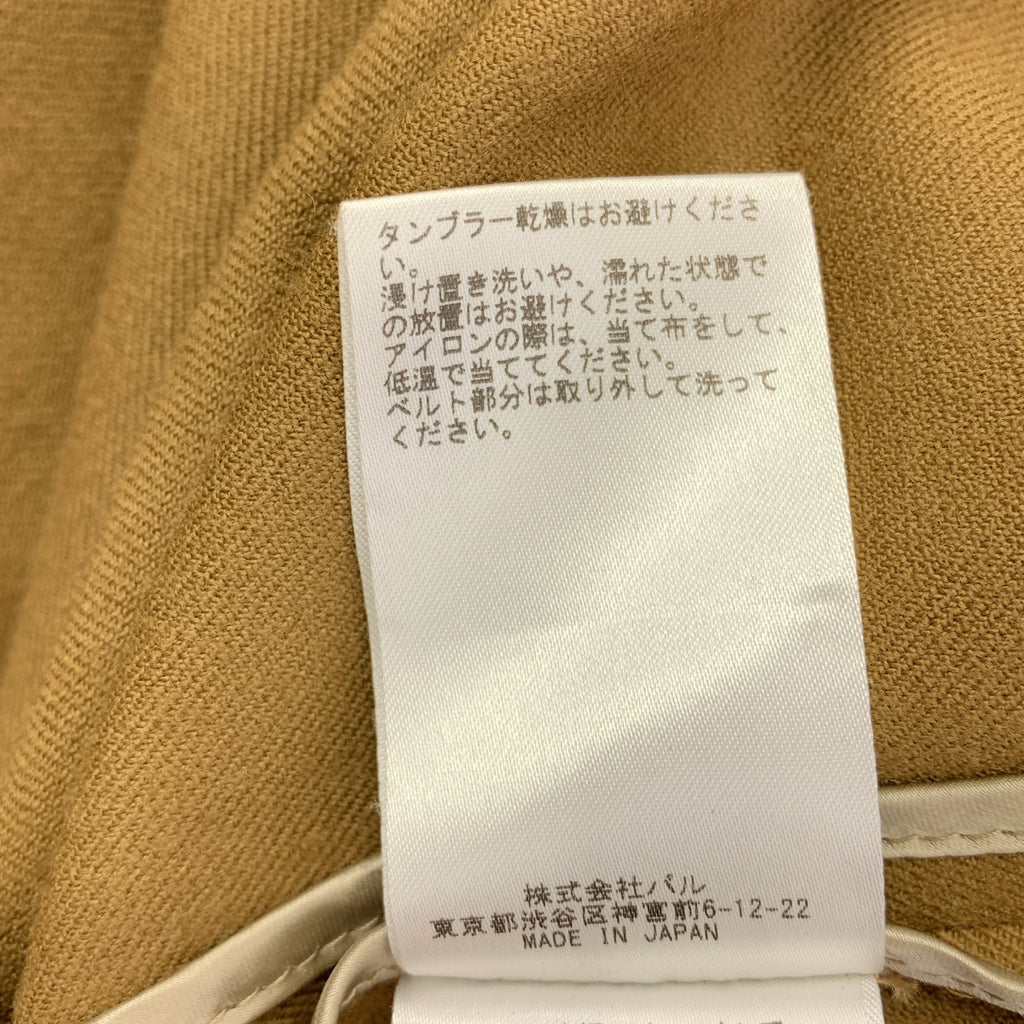 タンブラー乾燥はお避けくださ
い。
浸け置き洗いや、濡れた状態で
の放置はお避けください。
アイロンの際は、当て布をして、
低温で当ててください。
ベルト部分は取り外して洗って
ください。
株式会社パル
東京都渋谷区神宮前6-12-22
MADE IN JAPAN